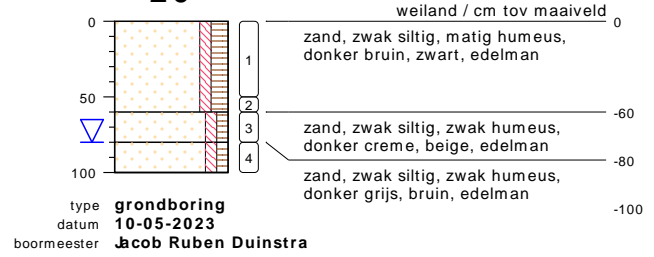 weiland / cm tov maaiveld
0
0
zand, zwak siltig, matig humeus,
donker bruin, zwart, edelman
1
50
2
-60
3
zand, zwak siltig, zwak humeus,
donker creme, beige, edelman
4
-80
100
zand, zwak siltig, zwak humeus,
donker grijs, bruin, edelman
-100
type grondboring
datum 10-05-2023
boormeester Jacob Ruben Duinstra